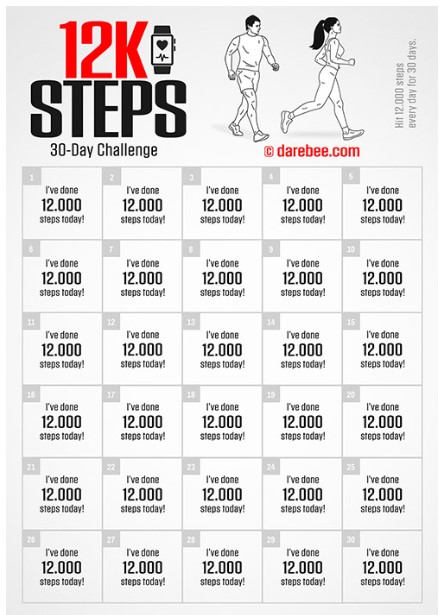 12K
STEPS
30-Day Challenge
Hit 12.000 steps
every day for 30 days.
© darebee.com
1
I've done
12.000
steps today!
2
I've done
12.000
steps today!
3
I've done
12.000
steps today!
4
I've done
12.000
steps today!
5
I've done
12.000
steps today!
6
I've done
12.000
steps today!
7
I've done
12.000
steps today!
8
I've done
12.000
steps today!
9
I've done
12.000
steps today!
10
I've done
12.000
steps today!
11
I've done
12.000
steps today!
12
I've done
12.000
steps today!
13
I've done
12.000
steps today!
14
I've done
12.000
steps today!
15
I've done
12.000
steps today!
16
I've done
12.000
steps today!
17
I've done
12.000
steps today!
18
I've done
12.000
steps today!
19
I've done
12.000
steps today!
20
I've done
12.000
steps today!
21
I've done
12.000
steps today!
22
I've done
12.000
steps today!
23
I've done
12.000
steps today!
24
I've done
12.000
steps today!
25
I've done
12.000
steps today!
26
I've done
12.000
steps today!
27
I've done
12.000
steps today!
28
I've done
12.000
steps today!
29
I've done
12.000
steps today!
30
I've done
12.000
steps today!